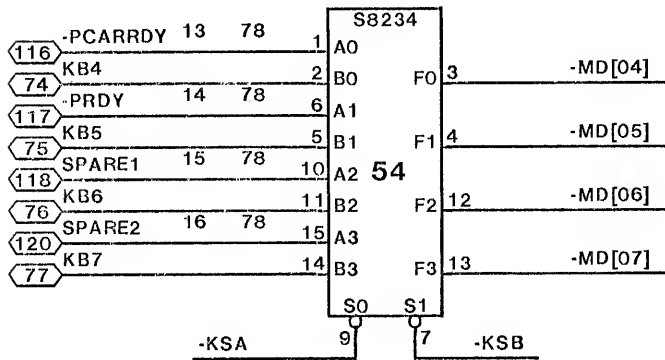 S8234
-PCARRDY 13 78
116 1 A0
KB4
74 2 B0 F0 3 -MD[04]
-PRDY 14 78
117 6 A1
KB5
75 5 B1 F1 4 -MD[05]
SPARE1 15 78
118 10 A2 54
KB6
76 11 B2 F2 12 -MD[06]
SPARE2 16 78
120 15 A3
KB7
77 14 B3 F3 13 -MD[07]
S0 S1
-KSA 9 7 -KSB